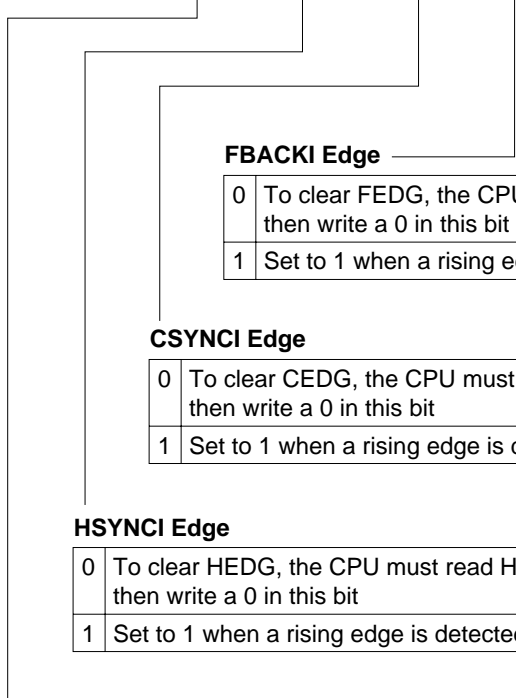 FBACKI Edge
0 To clear FEDG, the CPU
then write a 0 in this bit
1 Set to 1 when a rising
CSYNCI Edge
0 To clear CEDG, the CPU must
then write a 0 in this bit
1 Set to 1 when a rising edge is
HSYNCI Edge
0 To clear HEDG, the CPU must read
then write a 0 in this bit
1 Set to 1 when a rising edge is